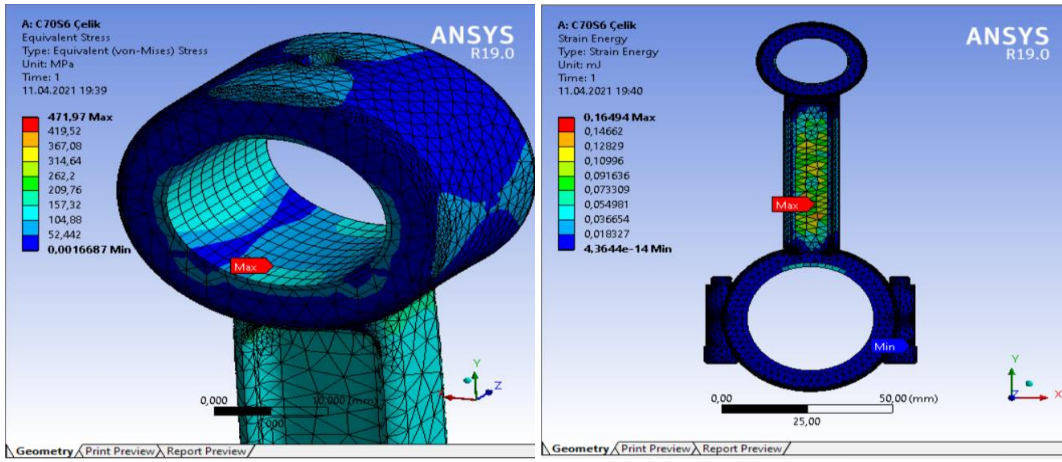 A: C70S6 Çelik
Equivalent Stress
Type: Equivalent (von-Mises) Stress
Unit: MPa
Time: 1
11.04.2021 19:39
471,97 Max
419,52
367,08
314,64
262,2
209,76
157,32
104,88
52,442
0,0016687 Min
ANSYS
R19.0
Max
Y
Z
0,000
10,000 (mm)
Geometry
Print Preview
Report Preview
A: C70S6 Çelik
Strain Energy
Type: Strain Energy
Unit: mJ
Time: 1
11.04.2021 19:40
0,16494 Max
0,14662
0,12829
0,10996
0,091636
0,073309
0,054981
0,036654
0,018327
4,3644e-14 Min
ANSYS
R19.0
Max
Min
Y
Z
X
0,00
50,00 (mm)
25,00
Geometry
Print Preview
Report Preview